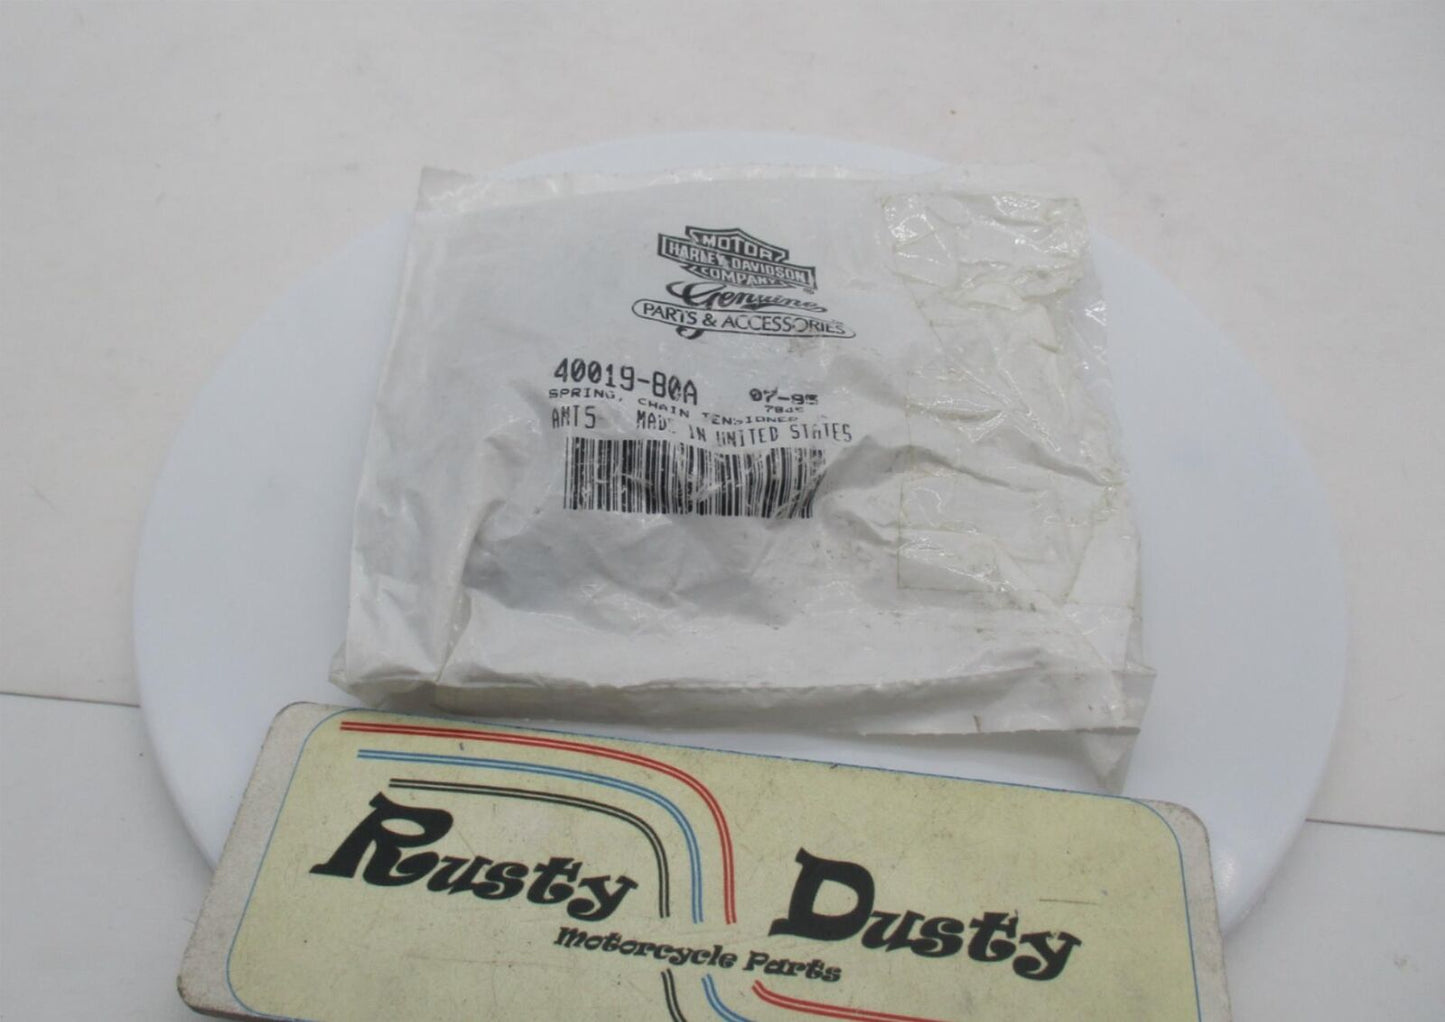 MOTOR
HARLEY-DAVIDSON
COMPANY
®
Genuine
PARTS & ACCESSORIES
40019-80A 07-95
SPRING, CHAIN TENSIONER
AMTS MADE IN UNITED STATES
Rusty Dusty
Motorcycle Parts